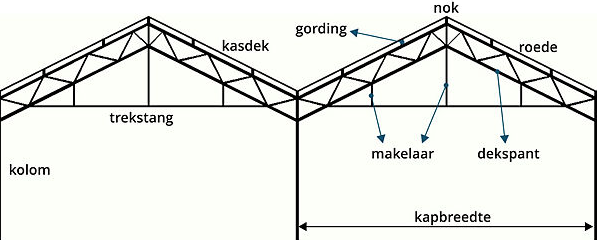 nok
gording
kasdek
roede
trekstang
makelaar
dekspant
kolom
kapbreedte